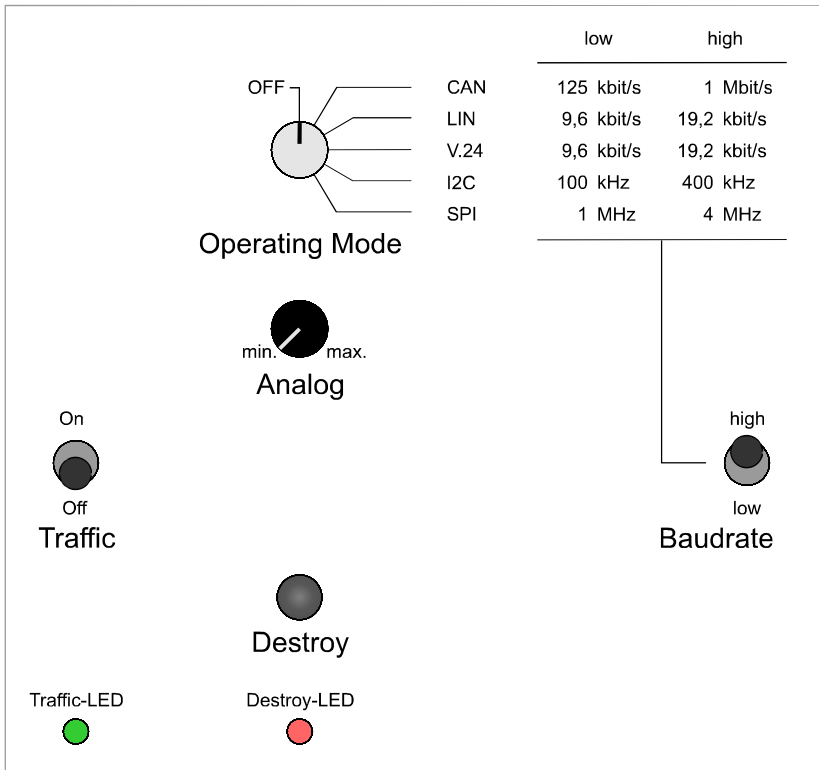 low high
OFF CAN 125 kbit/s 1 Mbit/s
LIN 9,6 kbit/s 19,2 kbit/s
V.24 9,6 kbit/s 19,2 kbit/s
I2C 100 kHz 400 kHz
SPI 1 MHz 4 MHz
Operating Mode
min. max.
Analog
On high
Off low
Traffic Baudrate
Destroy
Traffic-LED Destroy-LED